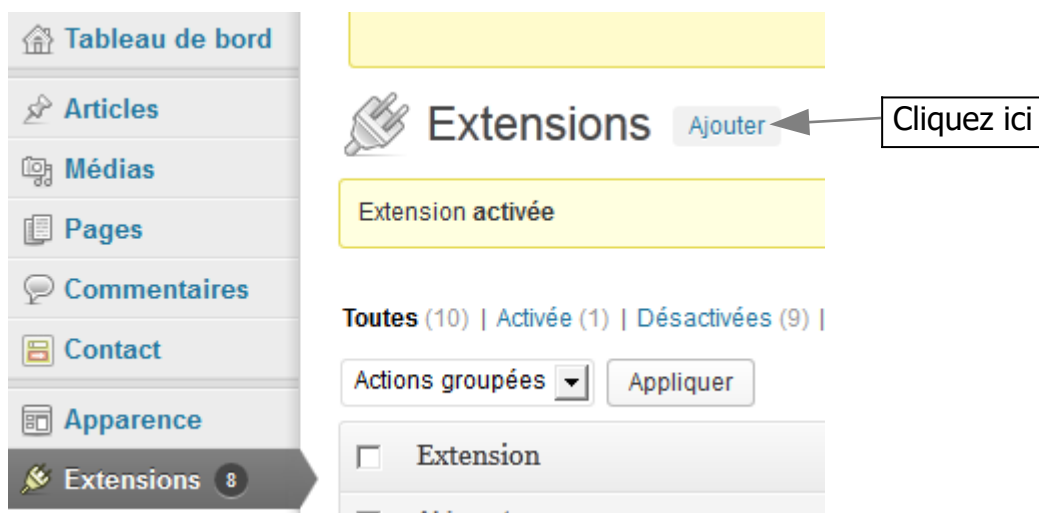 Tableau de bord
Articles
Médias
Pages
Commentaires
Contact
Apparence
Extensions 8
Extensions Ajouter
Cliquez ici
Extension activée
Toutes (10) | Activée (1) | Désactivées (9) |
Actions groupées Appliquer
Extension